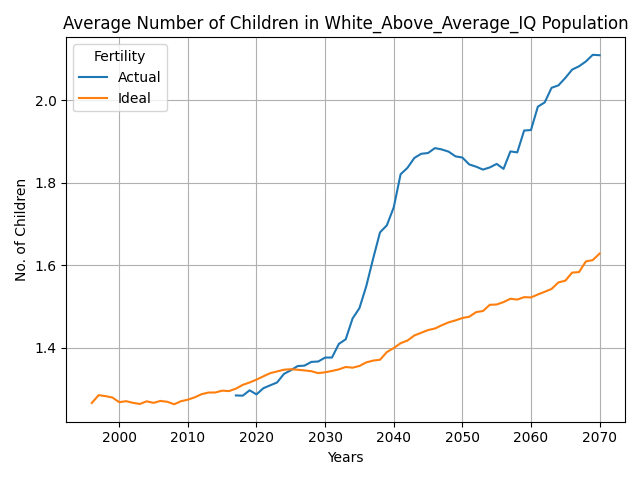 Average Number of Children in White_Above_Average_IQ Population
Fertility
Actual
Ideal
No. of Children
2.0
1.8
1.6
1.4
2000 2010 2020 2030 2040 2050 2060 2070
Years